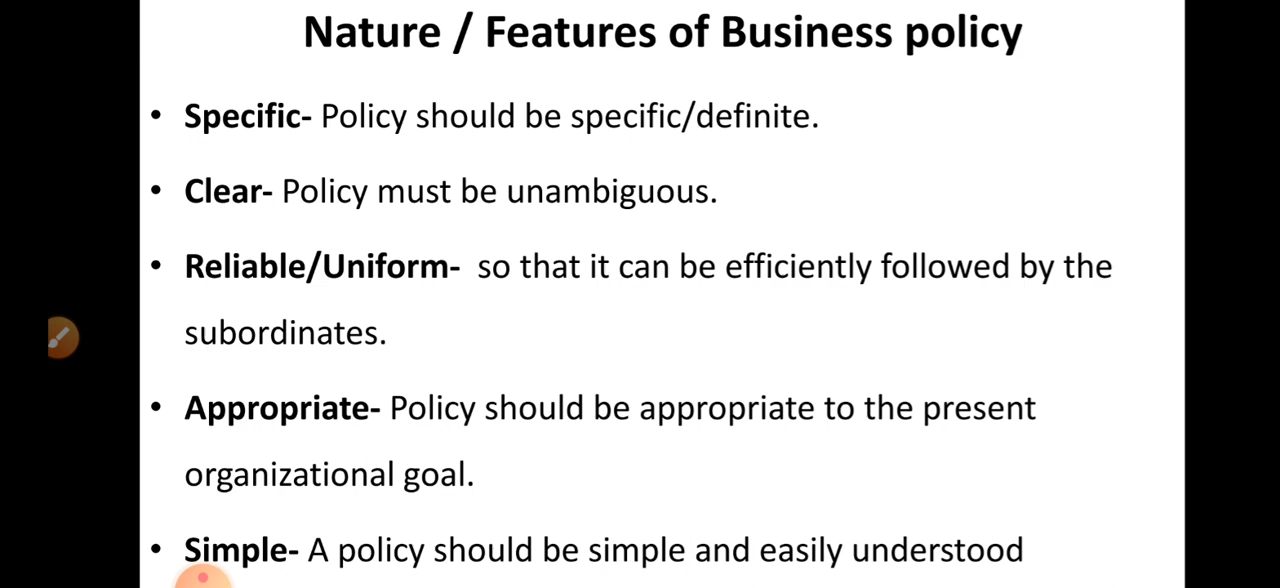 Nature / Features of Business policy
• Specific- Policy should be specific/definite.
• Clear- Policy must be unambiguous.
• Reliable/Uniform- so that it can be efficiently followed by the
subordinates.
• Appropriate- Policy should be appropriate to the present
organizational goal.
• Simple- A policy should be simple and easily understood